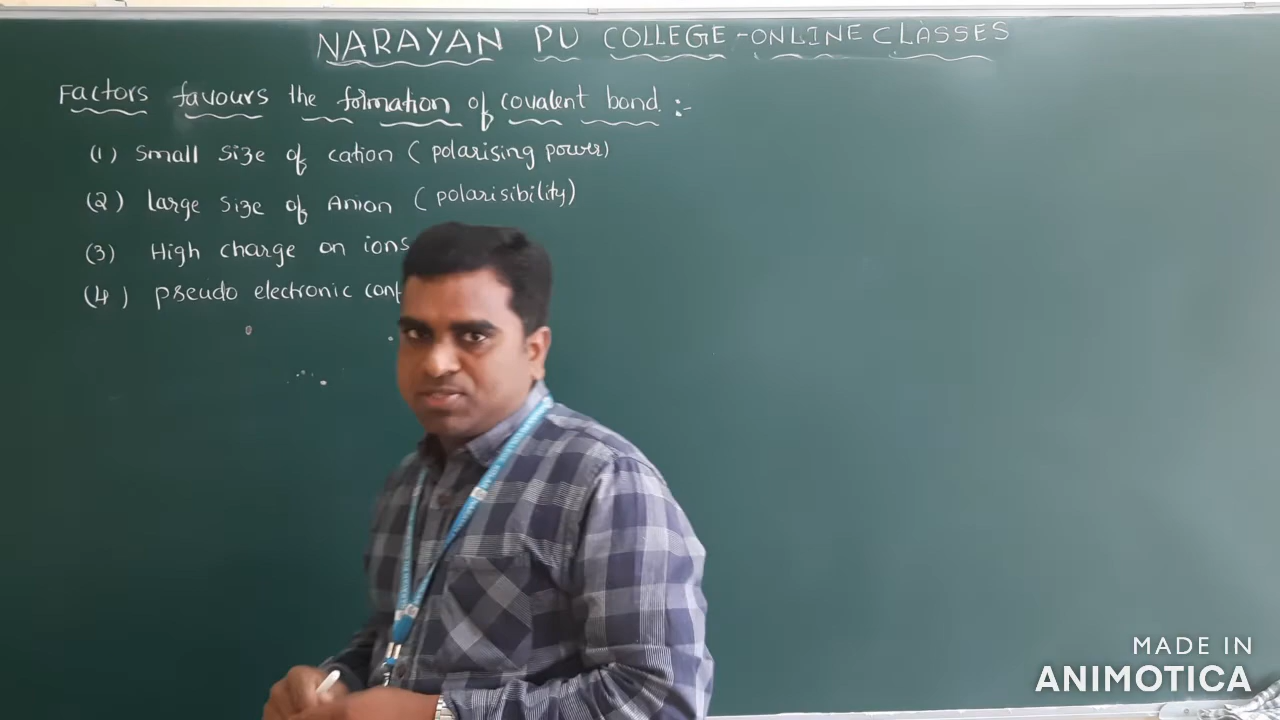 NARAYAN PU COLLEGE - ONLINE CLASSES
Factors favours the formation of covalent bond :-
(1) Small size of cation (polarising power)
(2) Large size of Anion (polarisibility)
(3) High charge on ions
(4) Pseudo electronic conf
MADE IN
ANIMOTICA